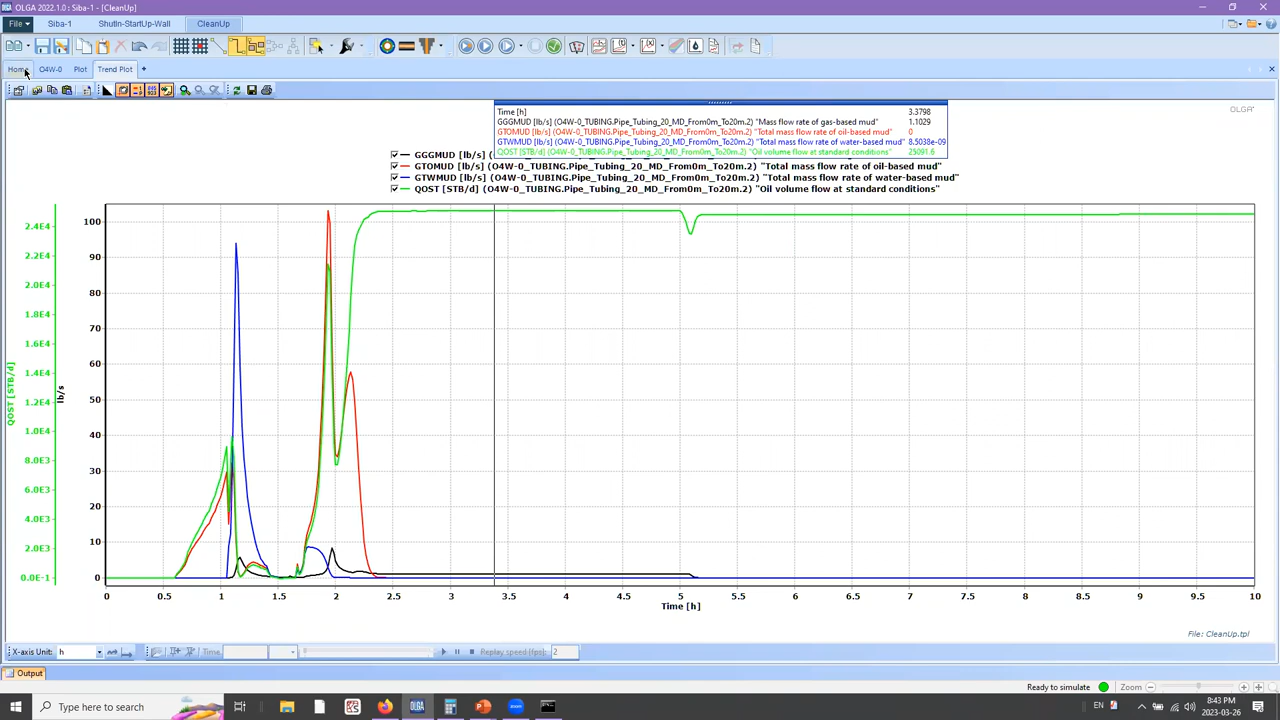 OLGA 2022.1.0 : Siba-1 - [CleanUp]
File
Siba-1
ShutIn-StartUp-Wall
CleanUp
Home
O4W-0
Plot
Trend Plot
OLGA
Time [h] 3.3798
GGGMUD [lb/s] (O4W-0_TUBING.Pipe_Tubing_20_MD_From0m_To20m.2) "Mass flow rate of gas-based mud" 1.1029
GTOMUD [lb/s] (O4W-0_TUBING.Pipe_Tubing_20_MD_From0m_To20m.2) "Total mass flow rate of oil-based mud" 0
GTWMUD [lb/s] (O4W-0_TUBING.Pipe_Tubing_20_MD_From0m_To20m.2) "Total mass flow rate of water-based mud" 8.5038e-09
QOST [STB/d] (O4W-0_TUBING.Pipe_Tubing_20_MD_From0m_To20m.2) "Oil volume flow at standard conditions" 25091.6
GGGMUD [lb/s]
GTOMUD [lb/s] (O4W-0_TUBING.Pipe_Tubing_20_MD_From0m_To20m.2) "Total mass flow rate of oil-based mud"
GTWMUD [lb/s] (O4W-0_TUBING.Pipe_Tubing_20_MD_From0m_To20m.2) "Total mass flow rate of water-based mud"
QOST [STB/d] (O4W-0_TUBING.Pipe_Tubing_20_MD_From0m_To20m.2) "Oil volume flow at standard conditions"
2.4E4
2.2E4
2.0E4
1.8E4
1.6E4
1.4E4
1.2E4
1.0E4
8.0E3
6.0E3
4.0E3
2.0E3
0.0E-1
QOST [STB/d]
lb/s
100
90
80
70
60
50
40
30
20
10
0
0 0.5 1 1.5 2 2.5 3 3.5 4 4.5 5 5.5 6 6.5 7 7.5 8 8.5 9 9.5 10
Time [h]
File: CleanUp.tpl
X-axis Unit: h
Time
Replay speed (fps): 2
Output
Ready to simulate
Zoom
Type here to search
OLGA
EN
8:43 PM
2023-03-26